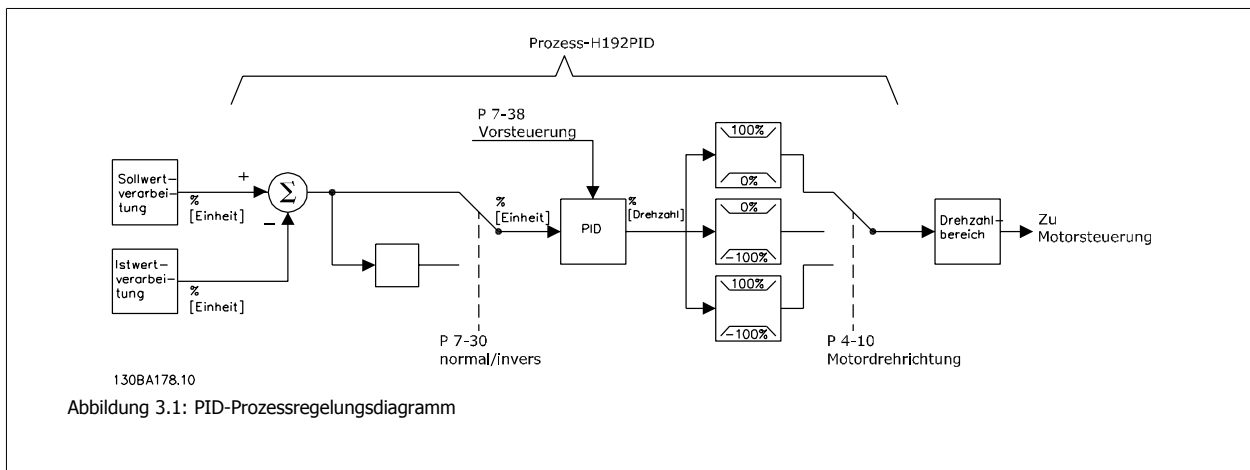 Prozess-H192PID
P 7-38
Vorsteuerung
100%
0%
Sollwert-
verarbei-
tung
+
%
[Einheit]
Σ
−
%
[Einheit]
PID
%
[Drehzahl]
0%
-100%
Drehzahl-
bereich
Zu
Motorsteuerung
Istwert-
verarbei-
tung
%
[Einheit]
100%
-100%
P 7-30
normal/invers
P 4-10
Motordrehrichtung
130BA178.10
Abbildung 3.1: PID-Prozessregelungsdiagramm